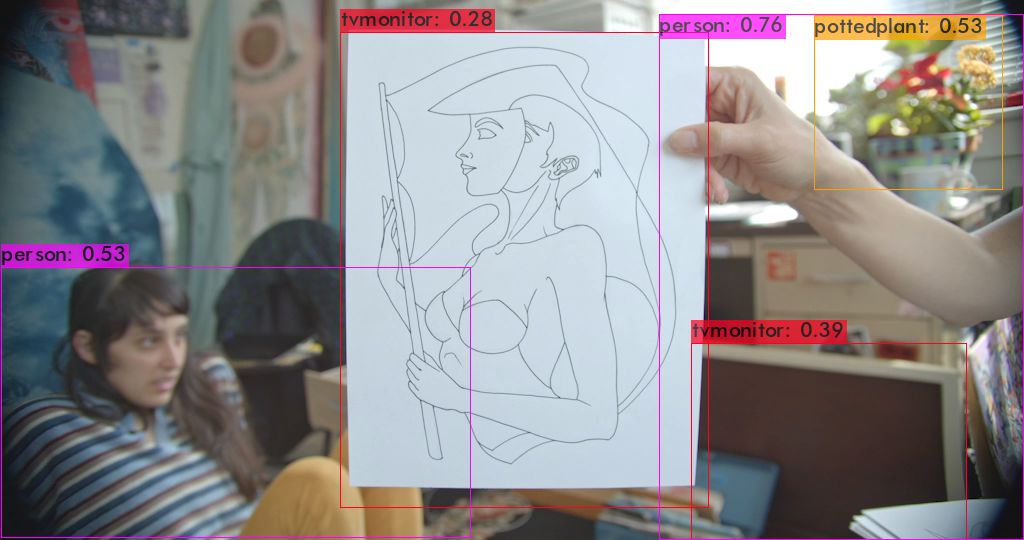 tvmonitor: 0.28
person: 0.76
pottedplant: 0.53
person: 0.53
tvmonitor: 0.39